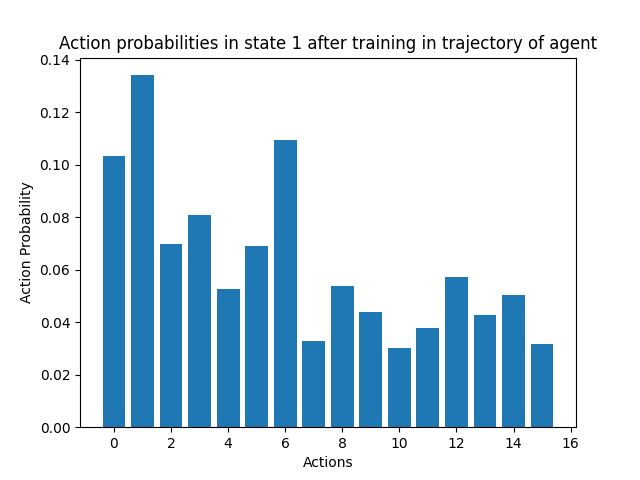 Action probabilities in state 1 after training in trajectory of agent
0.14
0.12
0.10
0.08
0.06
0.04
0.02
0.00
Action Probability
0 2 4 6 8 10 12 14 16
Actions